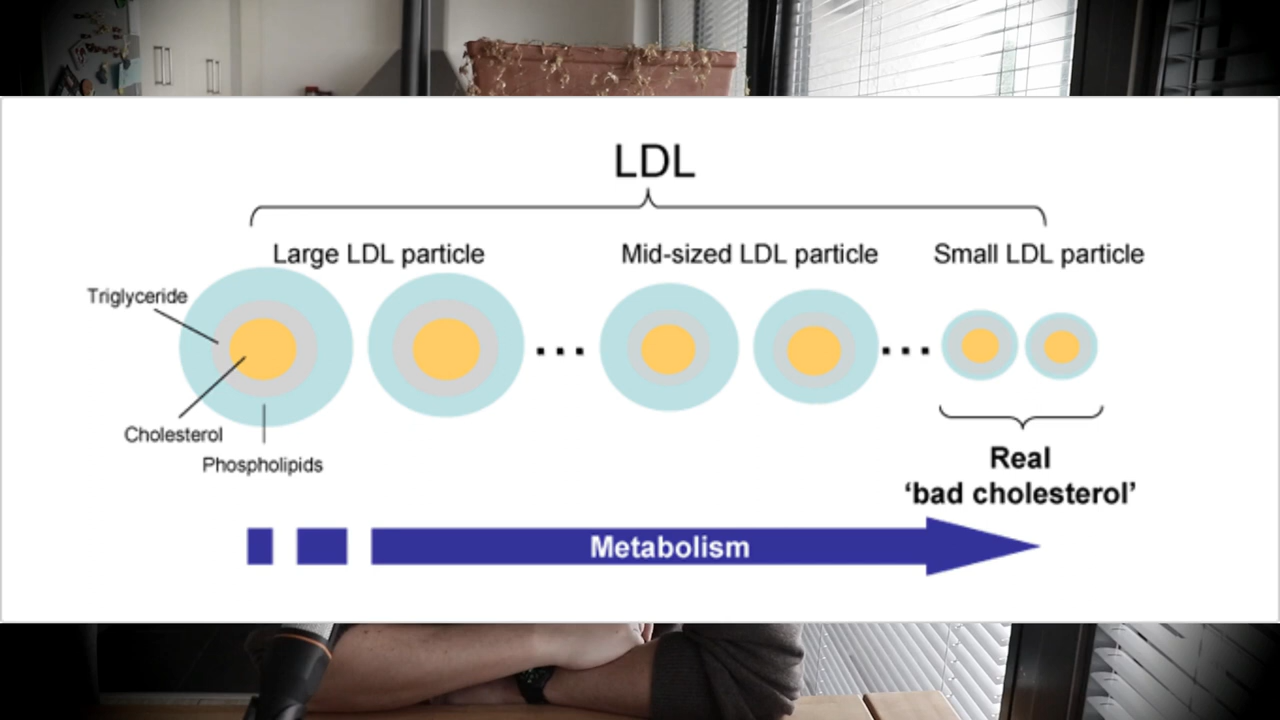 LDL
Large LDL particle
Mid-sized LDL particle
Small LDL particle
Triglyceride
Cholesterol
Phospholipids
Real
‘bad cholesterol’
Metabolism